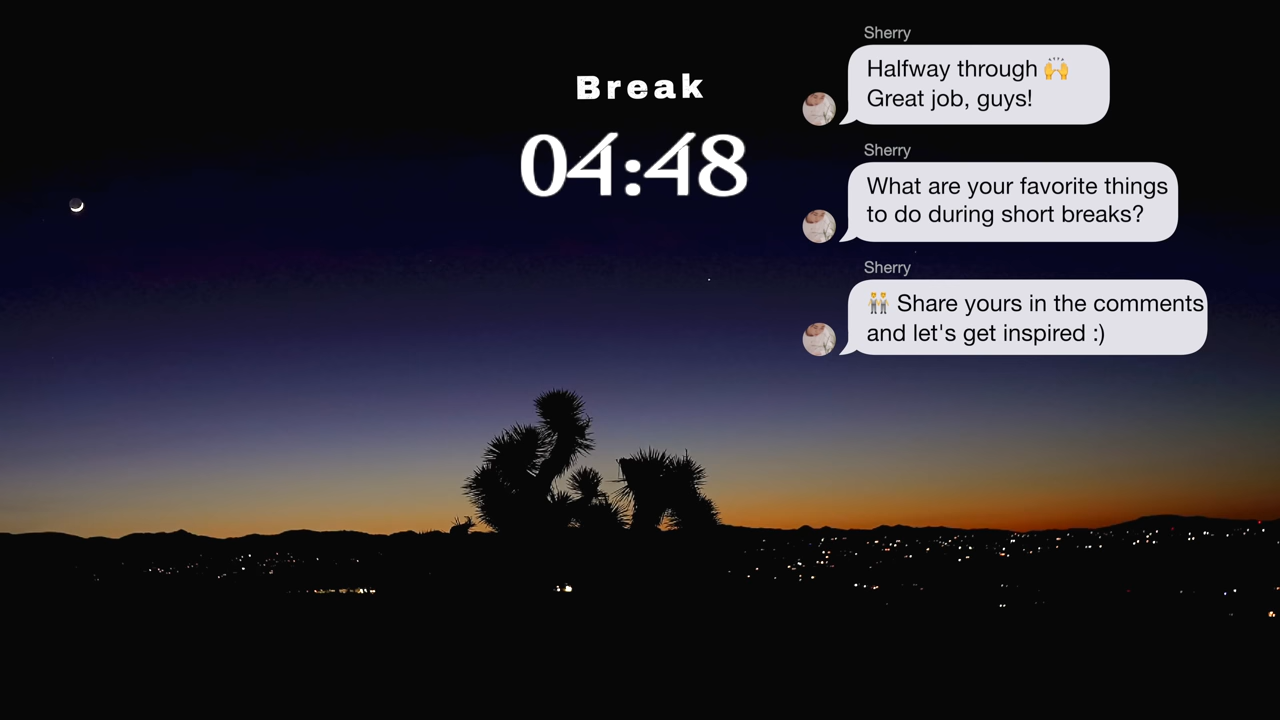 Break
04:48
Sherry
Halfway through 🙌
Great job, guys!
Sherry
What are your favorite things
to do during short breaks?
Sherry
👯 Share yours in the comments
and let's get inspired :)